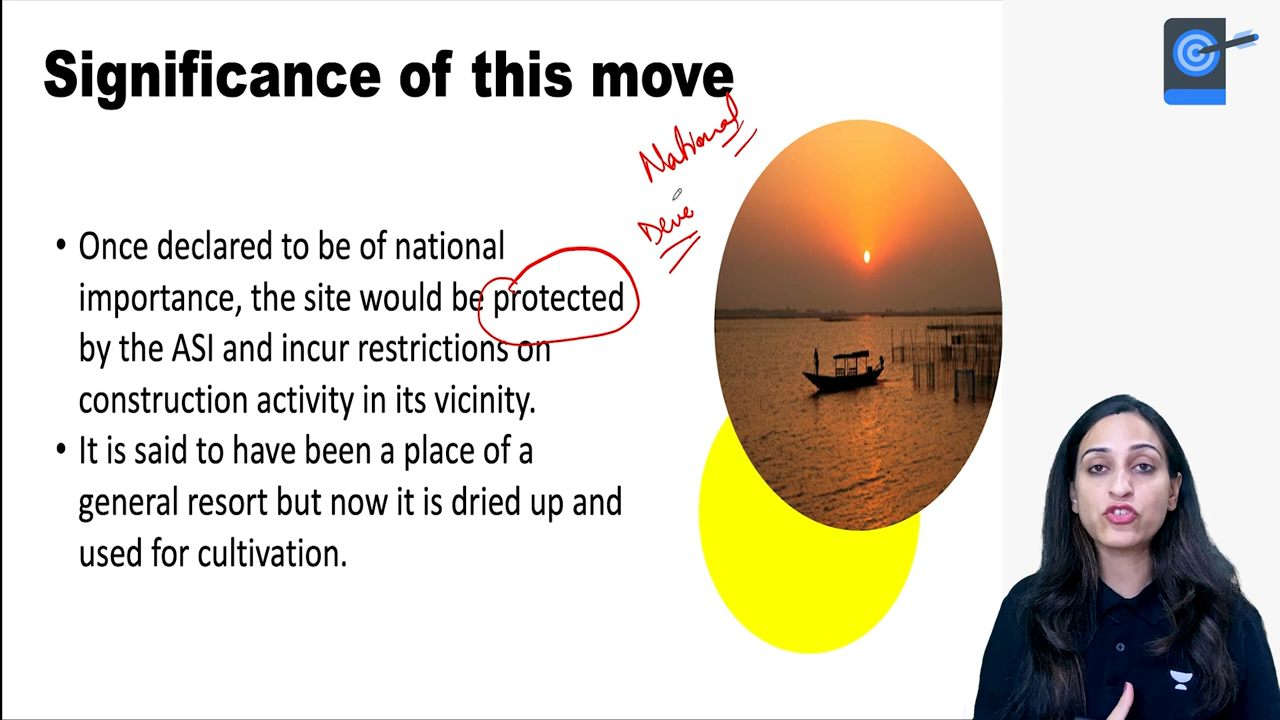 Significance of this move
National
Deve
• Once declared to be of national
importance, the site would be protected
by the ASI and incur restrictions on
construction activity in its vicinity.
• It is said to have been a place of a
general resort but now it is dried up and
used for cultivation.